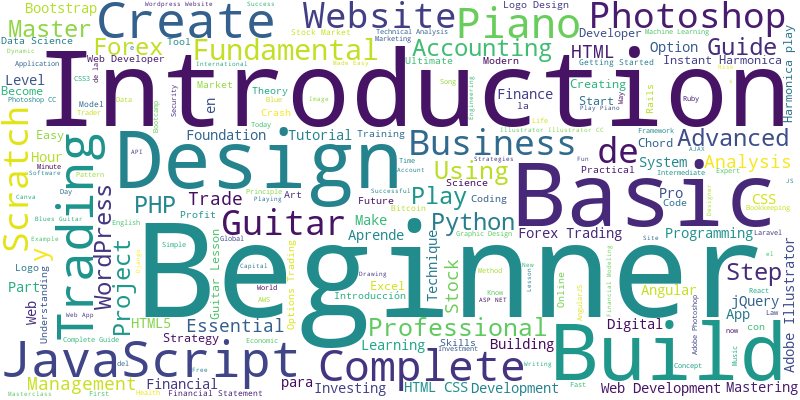 Bootstrap
Wordpress Website
Success
Master
Create
Website
Piano
Logo Design
Photoshop
Data Science
Tool
Stock Market
Technical Analysis
Marketing
Developer
Machine Learning
Dynamic
Web Developer
Forex
Fundamental
Accounting
HTML
Option
Guide
Application
de la
International
Made Easy
Ultimate
Modern
Getting Started
Instant Harmonica
Harmonica play
Introduction
Level
CSS3
Become
Photoshop CC
Model
Trader
Data
Bootcamp
Security
en
Market
Theory
Blue
Image
Crash
Song
Finance
la
Engineering
Creating
Start
Way
Play Piano
Rails
Ruby
Scratch
Easy
Hour
Minute
Software
Foundation
Today
Tutorial
Training
Life
Illustrator Illustrator CC
Framework
AJAX
Trading
Pattern
API
Design
Business
de
Chord
System
Advanced
Intermediate
Expert
JS
Day
Canva
Principle
Playing
Time
Account
Strategies
Science
Fun
Practical
Using
Analysis
Blues Guitar
English
PHP
Trade
Art
Successful
Play
Coding
Basic
Pro
Code
CSS
Bookkeeping
Designer
WordPress
Profit
Future
Bitcoin
Make
Python
Guitar
Aprende
Graphic Design
Forex Trading
Programming
Site
Laravel
y
Example
Logo
Part
Web
Understanding
Project
Django
Simple
Global
Guitar Lesson
Beginner
Capital
World
Drawing
Introducción
Options Trading
Excel
Technique
Stock
Method
Know
ASP NET
New
Lesson
Online
Financial Modeling
AngularJS
Angular
React
Step
el
jQuery
App
Law
Adobe Illustrator
Web App
HTML5
Essential
AWS
Professional
Digital
con
now
Complete Guide
Strategy
Economic
Learning
Skills
Investment
Building
Build
Adobe Photoshop
Concept
Music
JavaScript
Complete
Writing
Fast
Management
del
Financial
para
Investing
HTML CSS
Development
Web Development
Mastering
Masterclass
First
Health
Free
Financial Statement